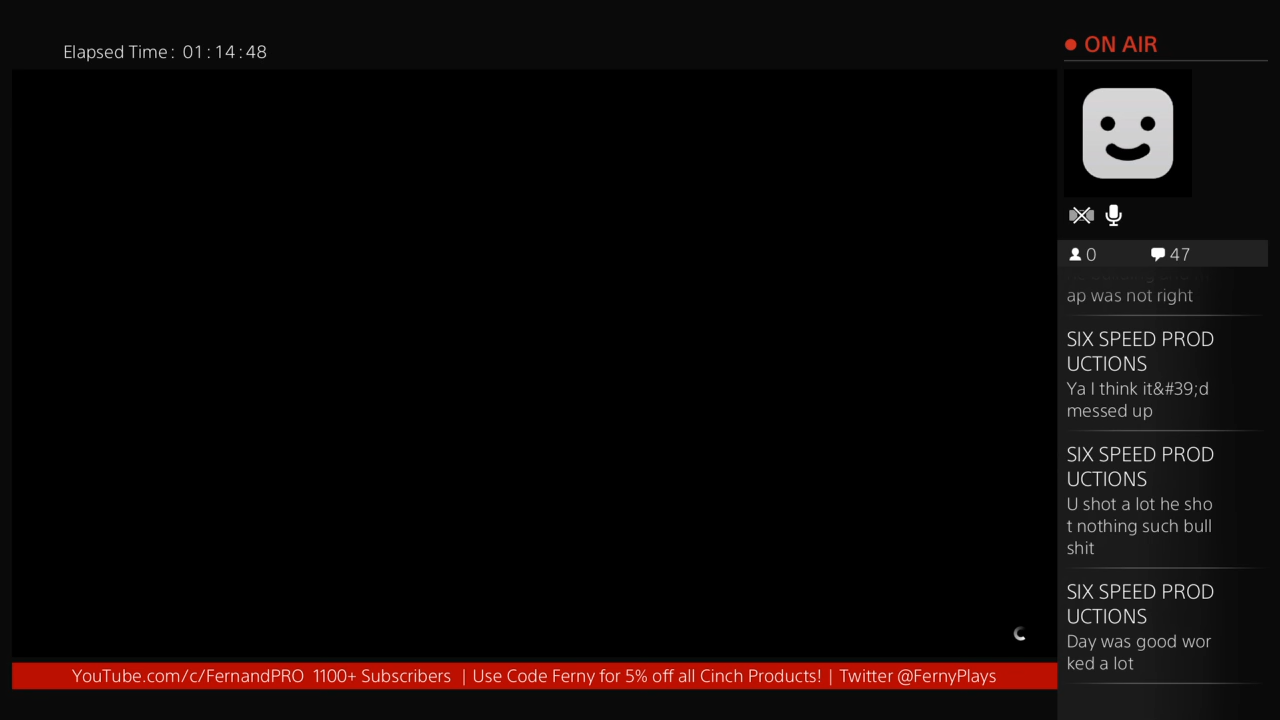 Elapsed Time: 01:14:48
ON AIR
0 47
ap was not right
SIX SPEED PROD
UCTIONS
Ya I think it&#39;d
messed up
SIX SPEED PROD
UCTIONS
U shot a lot he sho
t nothing such bull
shit
SIX SPEED PROD
UCTIONS
Day was good wor
ked a lot
YouTube.com/c/FernandPRO 1100+ Subscribers | Use Code Ferny for 5% off all Cinch Products! | Twitter @FernyPlays